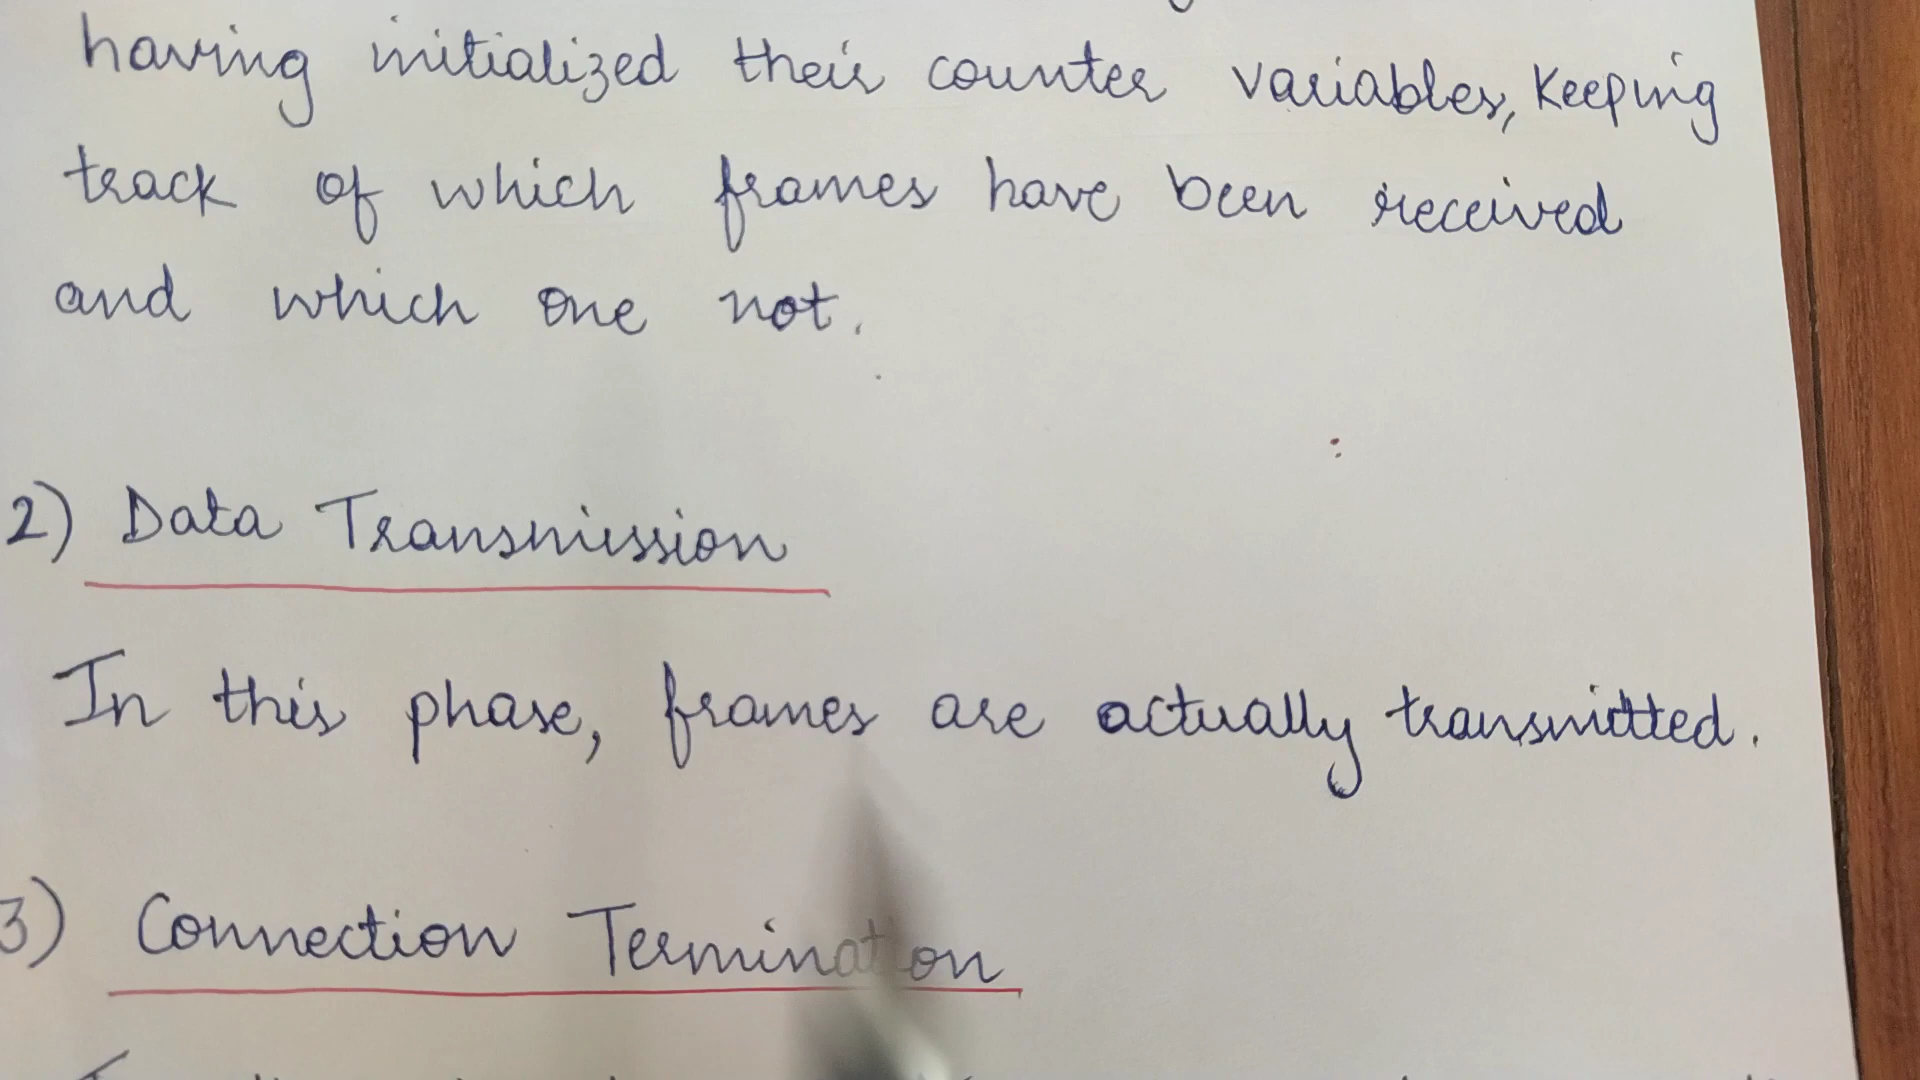 having initialized their counter variables, Keeping
track of which frames have been received
and which one not.
2) Data Transmission
In this phase, frames are actually transmitted.
3) Connection Termination